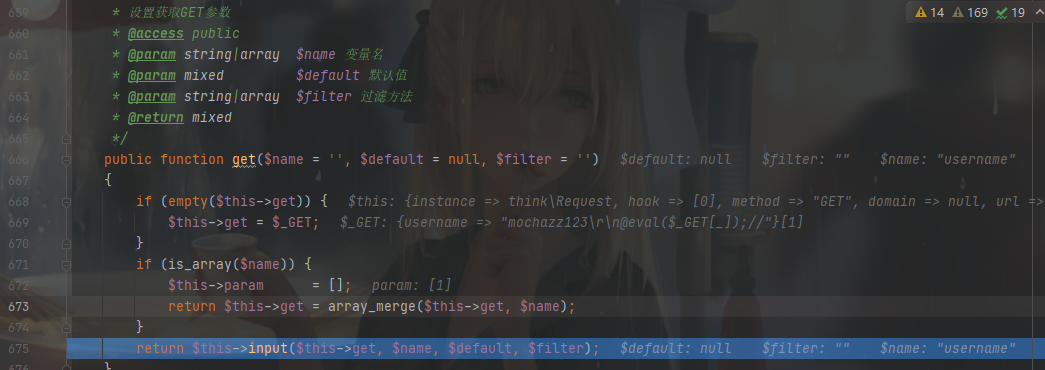 14 169 19
659 * 设置获取GET参数
660 * @access public
661 * @param string|array $name 变量名
662 * @param mixed $default 默认值
663 * @param string|array $filter 过滤方法
664 * @return mixed
665 */
666 public function get($name = '', $default = null, $filter = '') $default: null $filter: "" $name: "username"
667 {
668 if (empty($this->get)) { $this: {instance => think\Request, hook => [0], method => "GET", domain => null, url =>
669 $this->get = $_GET; $_GET: {username => "mochazz123\r\n@eval($_GET[_]);//"}[1]
670 }
671 if (is_array($name)) {
672 $this->param = []; param: [1]
673 return $this->get = array_merge($this->get, $name);
674 }
675 return $this->input($this->get, $name, $default, $filter); $default: null $filter: "" $name: "username"
676 }